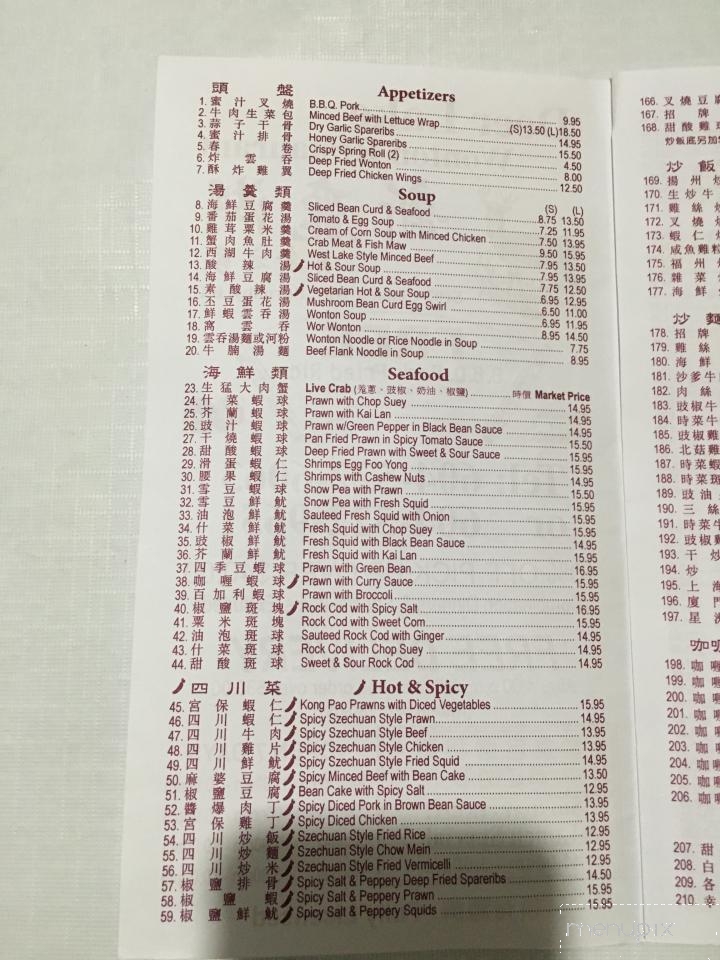 頭 盤 Appetizers
1. 蜜汁叉燒 B.B.Q. Pork 9.95
2. 牛肉生菜包 Minced Beef with Lettuce Wrap (S)13.50 (L)18.50
3. 蒜子干骨 Dry Garlic Spareribs 14.95
4. 蜜汁排骨 Honey Garlic Spareribs 15.50
5. 春卷 Crispy Spring Roll (2) 4.50
6. 炸雲吞 Deep Fried Wonton 8.00
7. 酥炸雞翼 Deep Fried Chicken Wings 12.50
湯羹類 Soup
(S) (L)
8. 海鮮豆腐羹 Sliced Bean Curd & Seafood 8.75 13.50
9. 番茄蛋花湯 Tomato & Egg Soup 7.25 11.95
10. 雞茸粟米羹 Cream of Corn Soup with Minced Chicken 7.50 13.95
11. 蟹肉魚肚羹 Crab Meat & Fish Maw 9.50 15.95
12. 西湖牛肉羹 West Lake Style Minced Beef 7.95 13.50
13. 酸辣湯 Hot & Sour Soup 7.95 13.95
14. 海鮮豆腐湯 Sliced Bean Curd & Seafood 7.75 12.50
15. 素酸辣湯 Vegetarian Hot & Sour Soup 6.95 12.95
16. 丕豆蛋花湯 Mushroom Bean Curd Egg Swirl 6.50 11.00
17. 鮮蝦雲吞湯 Wonton Soup 6.95 11.95
18. 窩雲吞 Wor Wonton 8.95 14.50
19. 雲吞湯麵或河粉 Wonton Noodle or Rice Noodle in Soup 7.75
20. 牛腩湯麵 Beef Flank Noodle in Soup 8.95
海鮮類 Seafood
23. 生猛大肉蟹 Live Crab (羗蔥、豉椒、奶油、椒鹽) 時價 Market Price
24. 什菜蝦球 Prawn with Chop Suey 14.95
25. 芥蘭蝦球 Prawn with Kai Lan 14.95
26. 豉汁蝦球 Prawn w/Green Pepper in Black Bean Sauce 14.95
27. 干燒蝦球 Pan Fried Prawn in Spicy Tomato Sauce 15.50
28. 甜酸蝦球 Deep Fried Prawn with Sweet & Sour Sauce 15.95
29. 滑蛋蝦仁 Shrimps Egg Foo Yong 15.95
30. 腰果蝦仁 Shrimps with Cashew Nuts 14.95
31. 雪豆蝦球 Snow Pea with Prawn 15.50
32. 雪豆鮮魷 Snow Pea with Fresh Squid 15.95
33. 油泡鮮魷 Sauteed Fresh Squid with Onion 15.95
34. 什菜鮮魷 Fresh Squid with Chop Suey 15.95
35. 豉椒鮮魷 Fresh Squid with Black Bean Sauce 14.95
36. 芥蘭鮮魷 Fresh Squid with Kai Lan 15.95
37. 四季豆蝦球 Prawn with Green Bean 16.95
38. 咖喱蝦球 Prawn with Curry Sauce 15.95
39. 百加利蝦球 Prawn with Broccoli 15.95
40. 椒鹽斑塊 Rock Cod with Spicy Salt 16.95
41. 粟米斑塊 Rock Cod with Sweet Corn 15.95
42. 油泡斑球 Sauteed Rock Cod with Ginger 14.95
43. 什菜斑球 Rock Cod with Chop Suey 14.95
44. 甜酸斑球 Sweet & Sour Rock Cod 14.95
四川菜 Hot & Spicy
45. 宮保蝦仁 Kong Pao Prawns with Diced Vegetables 15.95
46. 四川蝦仁 Spicy Szechuan Style Prawn 14.95
47. 四川牛肉 Spicy Szechuan Style Beef 13.95
48. 四川雞片 Spicy Szechuan Style Chicken 13.95
49. 四川鮮魷 Spicy Szechuan Style Fried Squid 14.95
50. 麻婆豆腐 Spicy Minced Beef with Bean Cake 13.50
51. 椒鹽豆腐 Bean Cake with Spicy Salt 12.95
52. 醬爆肉丁 Spicy Diced Pork in Brown Bean Sauce 13.95
53. 宮保雞丁 Spicy Diced Chicken 13.95
54. 四川炒飯 Szechuan Style Fried Rice 12.95
55. 四川炒麵 Szechuan Style Chow Mein 12.95
56. 四川炒米 Szechuan Style Fried Vermicelli 12.95
57. 椒鹽排骨 Spicy Salt & Peppery Deep Fried Spareribs 14.50
58. 椒鹽蝦 Spicy Salt & Peppery Prawn 15.95
59. 椒鹽鮮魷 Spicy Salt & Peppery Squids 15.95
166. 叉燒豆腐
167. 招牌
168. 甜酸雞球
炒飯底另加
炒飯
169. 揚州炒
170. 生炒牛
171. 雞絲炒
172. 叉燒炒
173. 蝦仁炒
174. 咸魚雞粒
175. 福州炒
176. 雜菜炒
177. 海鮮炒
炒麵
178. 招牌
179. 雞絲
180. 海鮮
181. 沙爹牛
182. 肉絲
183. 豉椒牛
184. 時菜牛
185. 豉椒雞
186. 北菇雞
187. 時菜蝦
188. 時菜斑
189. 豉油
190. 三絲
191. 時菜牛
192. 豉椒雞
193. 干炒
194. 炒
195. 上海
196. 廈門
197. 星洲
咖喱
198. 咖喱
199. 咖喱
200. 咖喱
201. 咖喱
202. 咖喱
203. 咖喱
204. 咖喱
205. 咖喱
206. 咖喱
207. 甜
208. 白
209. 各
210. 幸
menupix